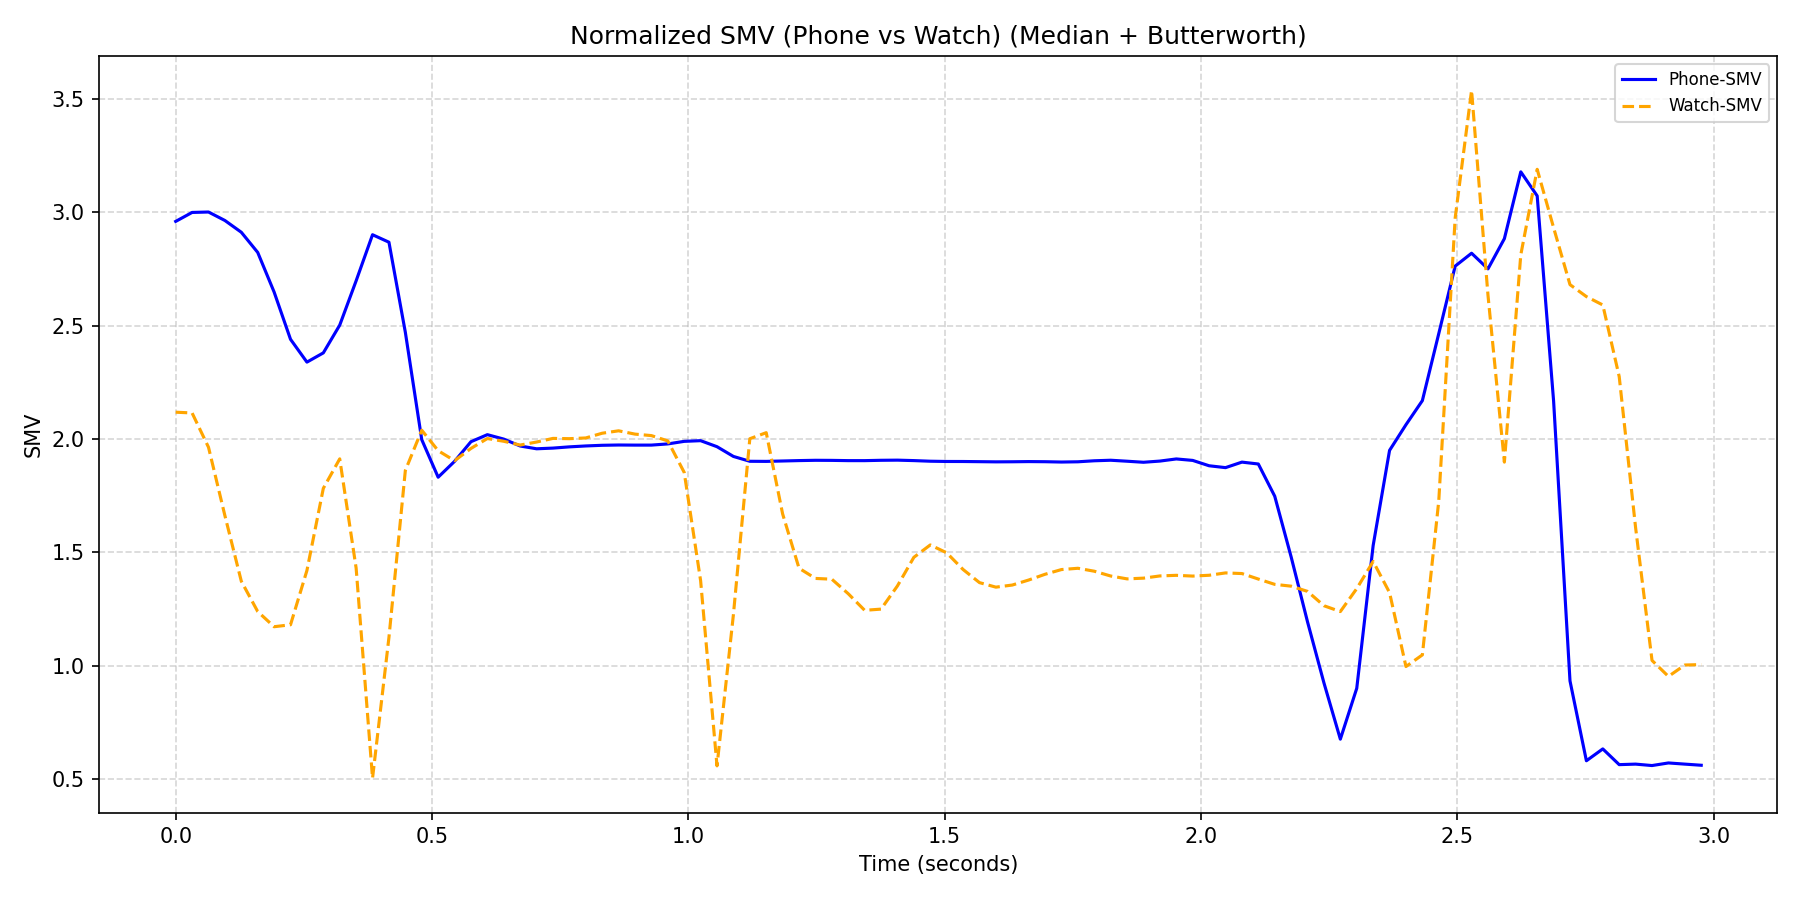 Normalized SMV (Phone vs Watch) (Median + Butterworth)
Phone-SMV
Watch-SMV
SMV
3.5
3.0
2.5
2.0
1.5
1.0
0.5
0.0 0.5 1.0 1.5 2.0 2.5 3.0
Time (seconds)